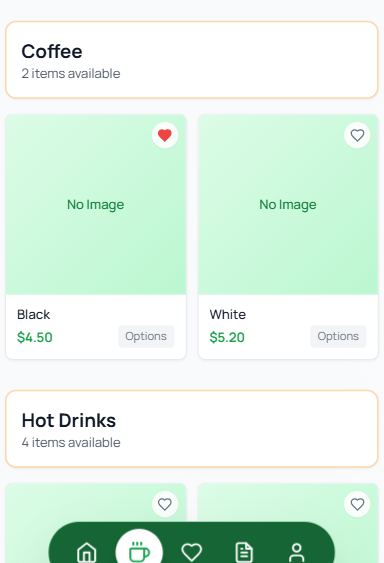 Coffee
2 items available
No Image
No Image
Black
$4.50
Options
White
$5.20
Options
Hot Drinks
4 items available